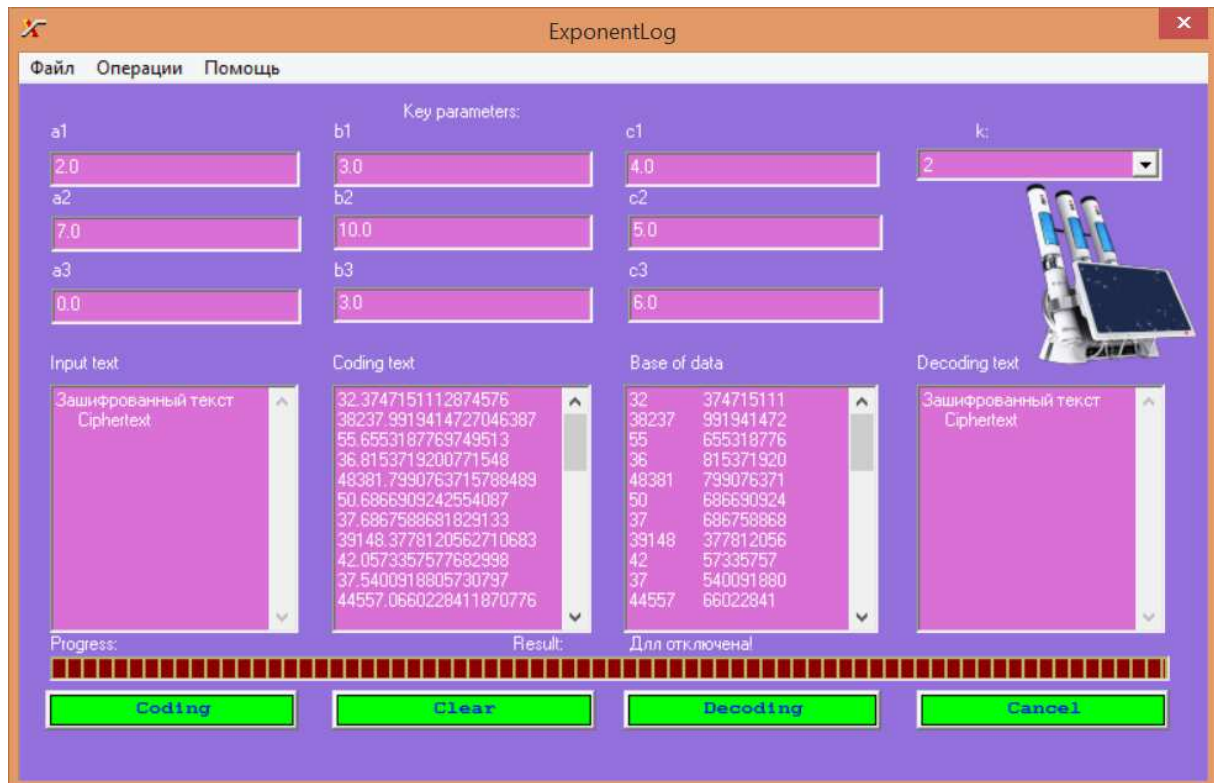 ExponentLog
Файл Операции Помощь
Key parameters:
a1 b1 c1 k:
2.0 3.0 4.0 2
a2 b2 c2
7.0 10.0 5.0
a3 b3 c3
0.0 3.0 6.0
Input text Coding text Base of data Decoding text
Зашифрованный текст
Ciphertext
32.3747151112874576
38237.9919414727046387
55.6553187769749513
36.8153719200771548
48381.7990763715788489
50.6866909242554087
37.6867588681829133
39148.3778120562710683
42.0573357577682998
37.5400918805730797
44557.0660228411870776
32 374715111
38237 991941472
55 655318776
36 815371920
48381 799076371
50 686690924
37 686758868
39148 377812056
42 57335757
37 540091880
44557 66022841
Зашифрованный текст
Ciphertext
Progress: Result: Длл отключена!
Coding Clear Decoding Cancel